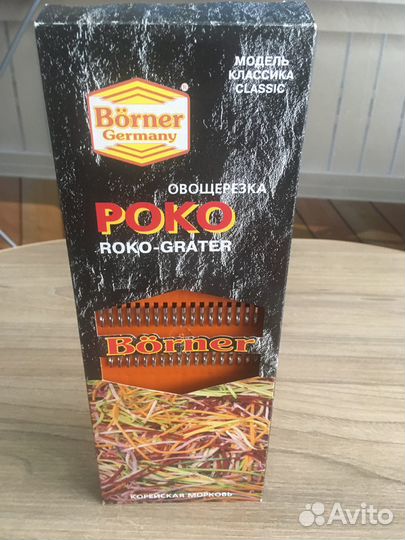 МОДЕЛЬ
КЛАССИКА
CLASSIC
Börner®
Germany
ОВОЩЕРЕЗКА
РОКО
ROKO-GRATER
Börner
КОРЕЙСКАЯ МОРКОВЬ
Avito